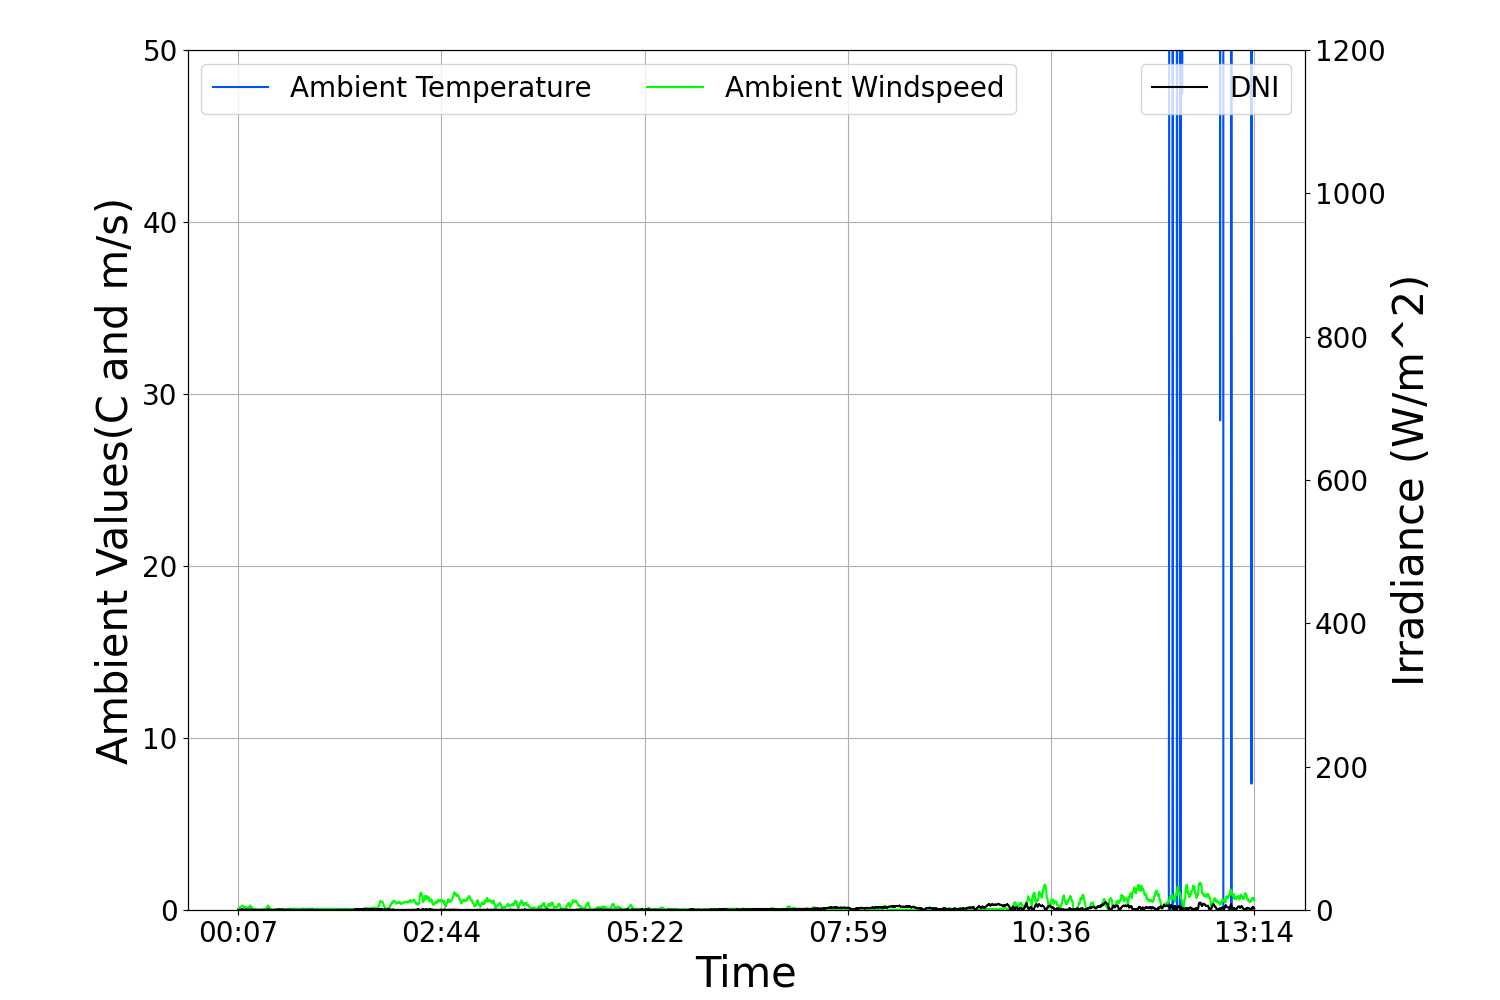 Ambient Temperature
Ambient Windspeed
DNI
Ambient Values(C and m/s)
50
40
30
20
10
0
1200
1000
800
600
400
200
0
Irradiance (W/m^2)
00:07 02:44 05:22 07:59 10:36 13:14
Time